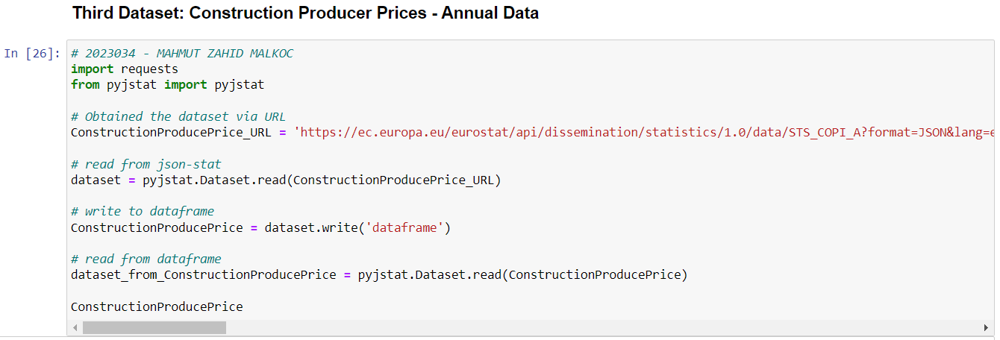 Third Dataset: Construction Producer Prices - Annual Data
In [26]:
# 2023034 - MAHMUT ZAHID MALKOC
import requests
from pyjstat import pyjstat
# Obtained the dataset via URL
ConstructionProducePrice_URL = 'https://ec.europa.eu/eurostat/api/dissemination/statistics/1.0/data/STS_COPI_A?format=JSON&lang=e
# read from json-stat
dataset = pyjstat.Dataset.read(ConstructionProducePrice_URL)
# write to dataframe
ConstructionProducePrice = dataset.write('dataframe')
# read from dataframe
dataset_from_ConstructionProducePrice = pyjstat.Dataset.read(ConstructionProducePrice)
ConstructionProducePrice